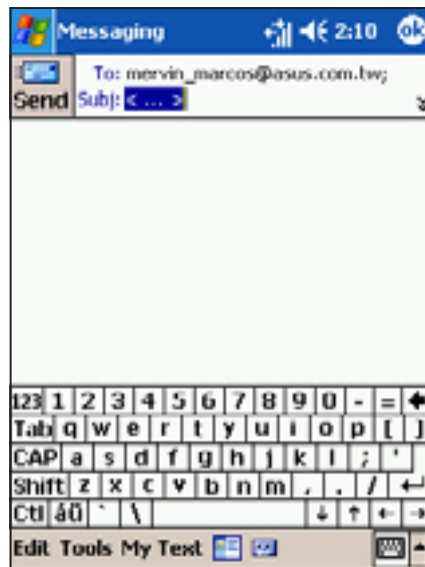 Messaging 2:10 ok
To: mervin_marcos@asus.com.tw;
Send Subj: < ... >
123 1 2 3 4 5 6 7 8 9 0 - =
Tab q w e r t y u i o p [ ]
CAP a s d f g h j k l ; '
Shift z x c v b n m , . / ↵
Ctl áü ` \ ↓ ↑ ← →
Edit Tools My Text